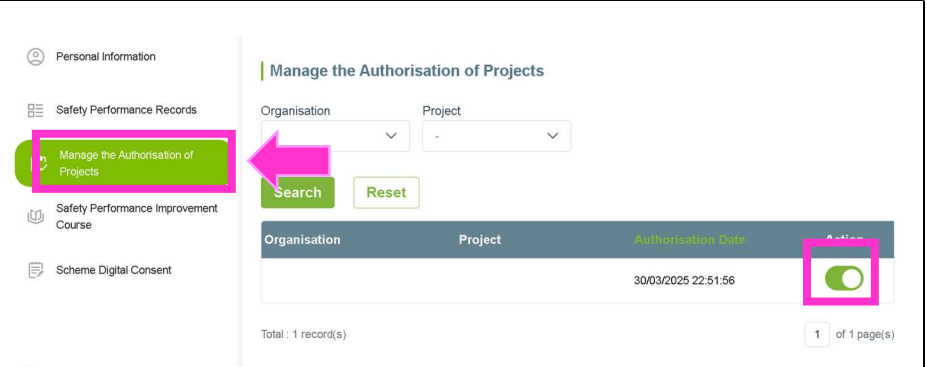 Personal Information
Safety Performance Records
Manage the Authorisation of
Projects
Safety Performance Improvement
Course
Scheme Digital Consent
Manage the Authorisation of Projects
Organisation Project
-
Search Reset
Organisation Project Authorisation Date Action
30/03/2025 22:51:56
Total : 1 record(s)
1 of 1 page(s)